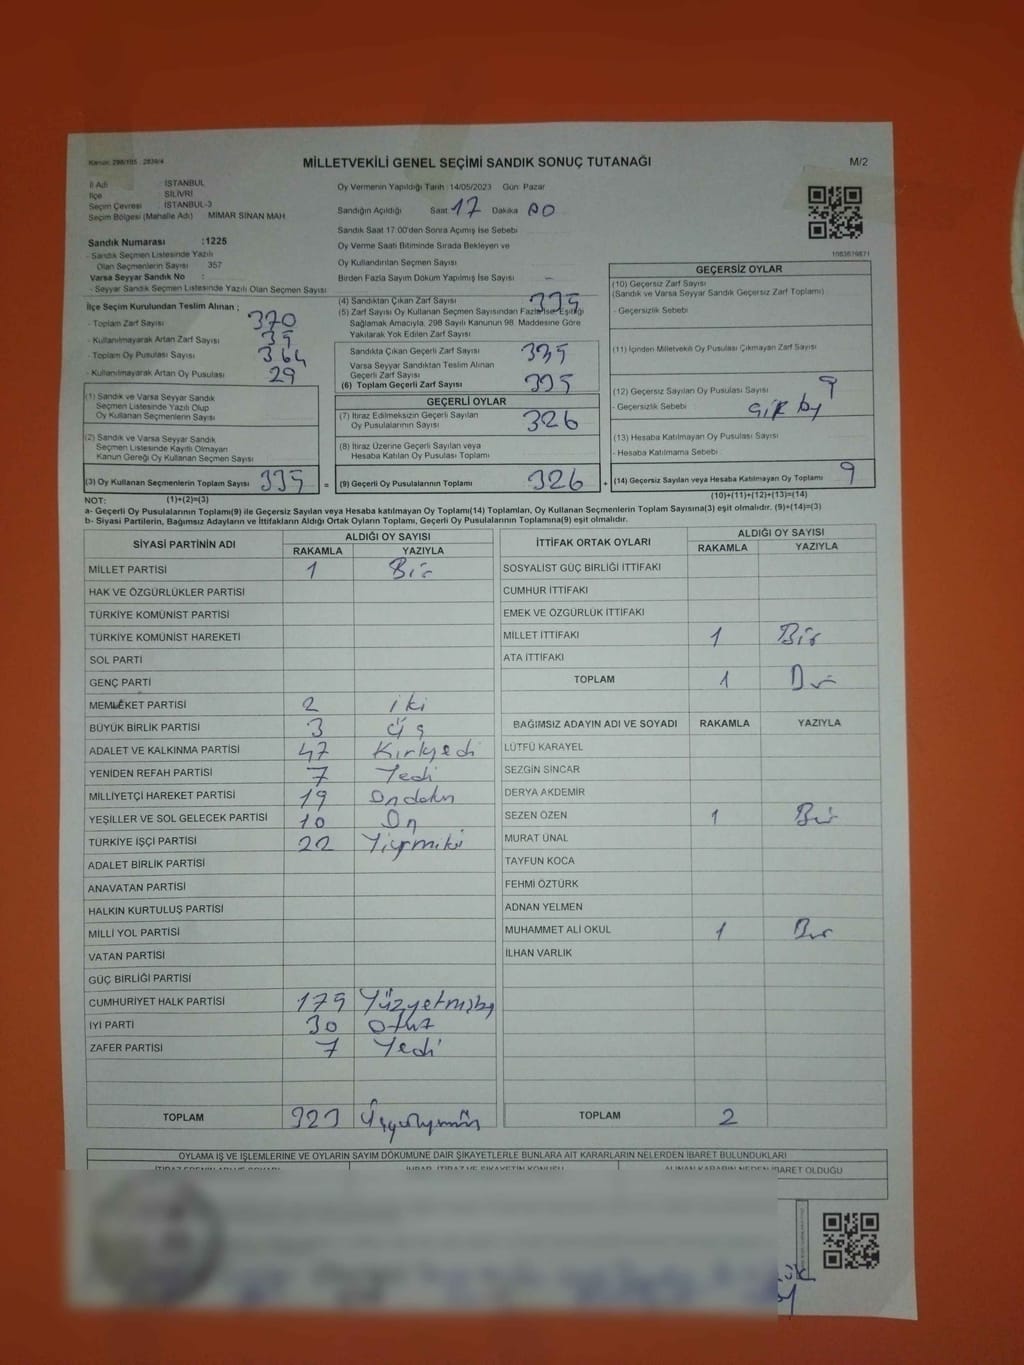 Kanun: 298/105 , 2839/4
MİLLETVEKİLİ GENEL SEÇİMİ SANDIK SONUÇ TUTANAĞI
M/2
İl Adı İSTANBUL
İlçe SİLİVRİ
Seçim Çevresi İSTANBUL-3
Seçim Bölgesi (Mahalle Adı) MİMAR SİNAN MAH.
Sandık Numarası :1225
- Sandık Seçmen Listesinde Yazılı
Olan Seçmenlerin Sayısı 357
Varsa Seyyar Sandık No :
- Seyyar Sandık Seçmen Listesinde Yazılı Olan Seçmen Sayısı
Oy Vermenin Yapıldığı Tarih :14/05/2023 Gün: Pazar
Sandığın Açıldığı Saat 17 Dakika 00
Sandık Saat 17:00'den Sonra Açımış İse Sebebi
Oy Verme Saati Bitiminde Sırada Bekleyen ve
Oy Kullandırılan Seçmen Sayısı
Birden Fazla Sayım Döküm Yapılmış İse Sayısı –
1083676871
İlçe Seçim Kurulundan Teslim Alınan ;
- Toplam Zarf Sayısı 370
- Kullanılmayarak Artan Zarf Sayısı 35
- Toplam Oy Pusulası Sayısı 364
- Kullanılmayarak Artan Oy Pusulası 29
(1) Sandık ve Varsa Seyyar Sandık
Seçmen Listesinde Yazılı Olup
Oy Kullanan Seçmenlerin Sayısı
(2) Sandık ve Varsa Seyyar Sandık
Seçmen Listesinde Kayıtlı Olmayan
Kanun Gereği Oy Kullanan Seçmen Sayısı
(3) Oy Kullanan Seçmenlerin Toplam Sayısı 335 =
(4) Sandıktan Çıkan Zarf Sayısı 335
(5) Zarf Sayısı Oy Kullanan Seçmen Sayısından Fazla İse, Eşitliği
Sağlamak Amacıyla, 298 Sayılı Kanunun 98. Maddesine Göre
Yakılarak Yok Edilen Zarf Sayısı
Sandıkta Çıkan Geçerli Zarf Sayısı 335
Varsa Seyyar Sandıktan Teslim Alınan
Geçerli Zarf Sayısı
(6) Toplam Geçerli Zarf Sayısı 335
GEÇERLİ OYLAR
(7) İtiraz Edilmeksizin Geçerli Sayılan
Oy Pusulalarının Sayısı 326
(8) İtiraz Üzerine Geçerli Sayılan veya
Hesaba Katılan Oy Pusulası Toplamı
(9) Geçerli Oy Pusulalarının Toplamı 326 +
GEÇERSİZ OYLAR
(10) Geçersiz Zarf Sayısı
(Sandık ve Varsa Seyyar Sandık Geçersiz Zarf Toplamı)
- Geçersizlik Sebebi
(11) İçinden Milletvekili Oy Pusulası Çıkmayan Zarf Sayısı
(12) Geçersiz Sayılan Oy Pusulası Sayısı 9
- Geçersizlik Sebebi
(13) Hesaba Katılmayan Oy Pusulası Sayısı
- Hesaba Katılmama Sebebi
(14) Geçersiz Sayılan veya Hesaba Katılmayan Oy Toplamı 9
NOT: (1)+(2)=(3)
(10)+(11)+(12)+(13)=(14)
a- Geçerli Oy Pusulalarının Toplamı(9) ile Geçersiz Sayılan veya Hesaba katılmayan Oy Toplamı(14) Toplamları, Oy Kullanan Seçmenlerin Toplam Sayısına(3) eşit olmalıdır. (9)+(14)=(3)
b- Siyasi Partilerin, Bağımsız Adayların ve İttifakların Aldığı Ortak Oyların Toplamı, Geçerli Oy Pusulalarının Toplamına(9) eşit olmalıdır.
SİYASİ PARTİNİN ADI ALDIĞI OY SAYISI
RAKAMLA YAZIYLA
MİLLET PARTİSİ 1 Bir
HAK VE ÖZGÜRLÜKLER PARTİSİ
TÜRKİYE KOMÜNİST PARTİSİ
TÜRKİYE KOMÜNİST HAREKETİ
SOL PARTİ
GENÇ PARTİ
MEMLEKET PARTİSİ 2 iki
BÜYÜK BİRLİK PARTİSİ 3 üç
ADALET VE KALKINMA PARTİSİ 47 Kırkyedi
YENİDEN REFAH PARTİSİ 7 Yedi
MİLLİYETÇİ HAREKET PARTİSİ 19 Ondokuz
YEŞİLLER VE SOL GELECEK PARTİSİ 10 On
TÜRKİYE İŞÇİ PARTİSİ 22 Yirmiki
ADALET BİRLİK PARTİSİ
ANAVATAN PARTİSİ
HALKIN KURTULUŞ PARTİSİ
MİLLİ YOL PARTİSİ
VATAN PARTİSİ
GÜÇ BİRLİĞİ PARTİSİ
CUMHURİYET HALK PARTİSİ 175 Yüzyetmişbeş
İYİ PARTİ 30 otuz
ZAFER PARTİSİ 7 Yedi
TOPLAM 323 Üçyüzyirmiüç
İTTİFAK ORTAK OYLARI ALDIĞI OY SAYISI
RAKAMLA YAZIYLA
SOSYALİST GÜÇ BİRLİĞİ İTTİFAKI
CUMHUR İTTİFAKI
EMEK VE ÖZGÜRLÜK İTTİFAKI
MİLLET İTTİFAKI 1 Bir
ATA İTTİFAKI
TOPLAM 1 Bir
BAĞIMSIZ ADAYIN ADI VE SOYADI RAKAMLA YAZIYLA
LÜTFÜ KARAYEL
SEZGİN SİNCAR
DERYA AKDEMİR
SEZEN ÖZEN 1 Bir
MURAT ÜNAL
TAYFUN KOCA
FEHMİ ÖZTÜRK
ADNAN YELMEN
MUHAMMET ALİ OKUL 1 Bir
İLHAN VARLIK
TOPLAM 2
OYLAMA İŞ VE İŞLEMLERİNE VE OYLARIN SAYIM DÖKÜMÜNE DAİR ŞİKAYETLERLE BUNLARA AİT KARARLARIN NELERDEN İBARET BULUNDUKLARI
İHBAR, İTİRAZ VE ŞİKAYETİN KONUSU ALINAN KARARIN NEDEN İBARET OLDUĞU